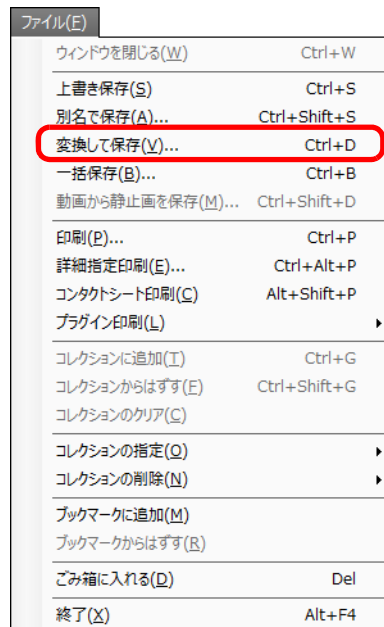 ファイル(F)
ウィンドウを閉じる(W) Ctrl+W
上書き保存(S) Ctrl+S
別名で保存(A)... Ctrl+Shift+S
変換して保存(V)... Ctrl+D
一括保存(B)... Ctrl+B
動画から静止画を保存(M)... Ctrl+Shift+D
印刷(P)... Ctrl+P
詳細指定印刷(E)... Ctrl+Alt+P
コンタクトシート印刷(C) Alt+Shift+P
プラグイン印刷(L)
コレクションに追加(T) Ctrl+G
コレクションからはずす(F) Ctrl+Shift+G
コレクションのクリア(C)
コレクションの指定(O)
コレクションの削除(N)
ブックマークに追加(M)
ブックマークからはずす(R)
ごみ箱に入れる(D) Del
終了(X) Alt+F4